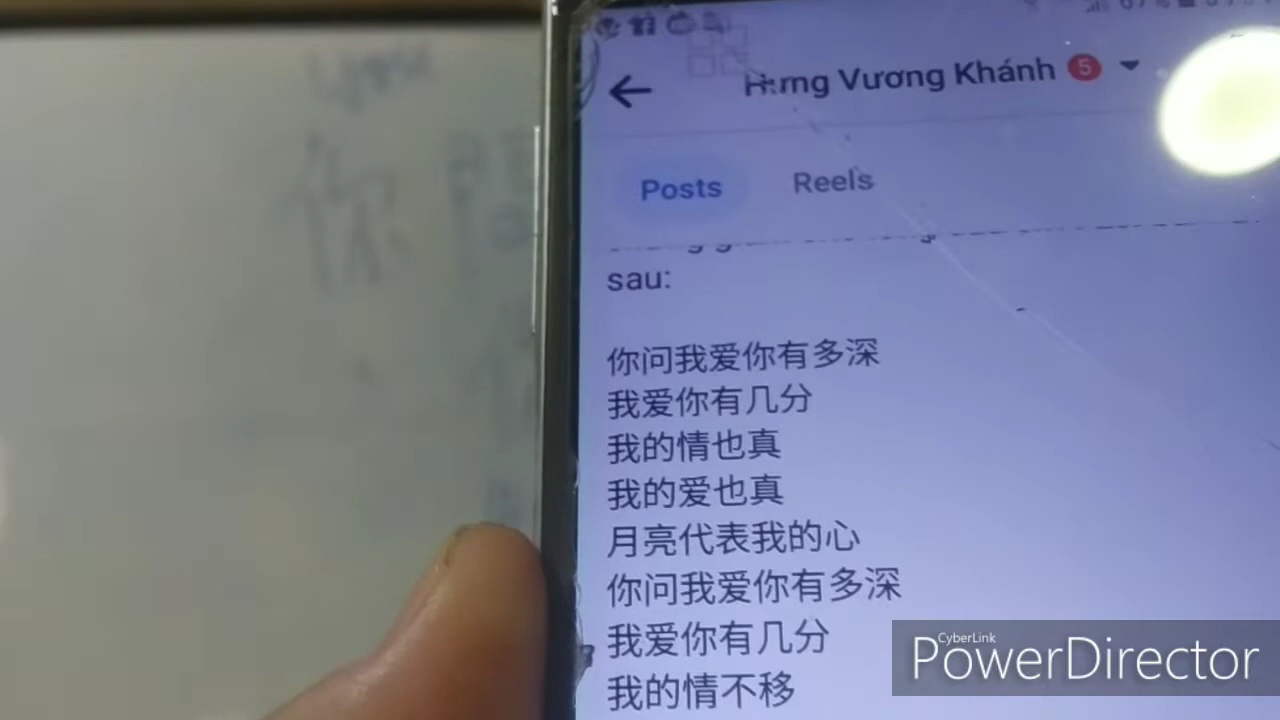 你
Hưng Vương Khánh 5
Posts Reels
sau:
你问我爱你有多深
我爱你有几分
我的情也真
我的爱也真
月亮代表我的心
你问我爱你有多深
我爱你有几分
我的情不移
CyberLink
PowerDirector